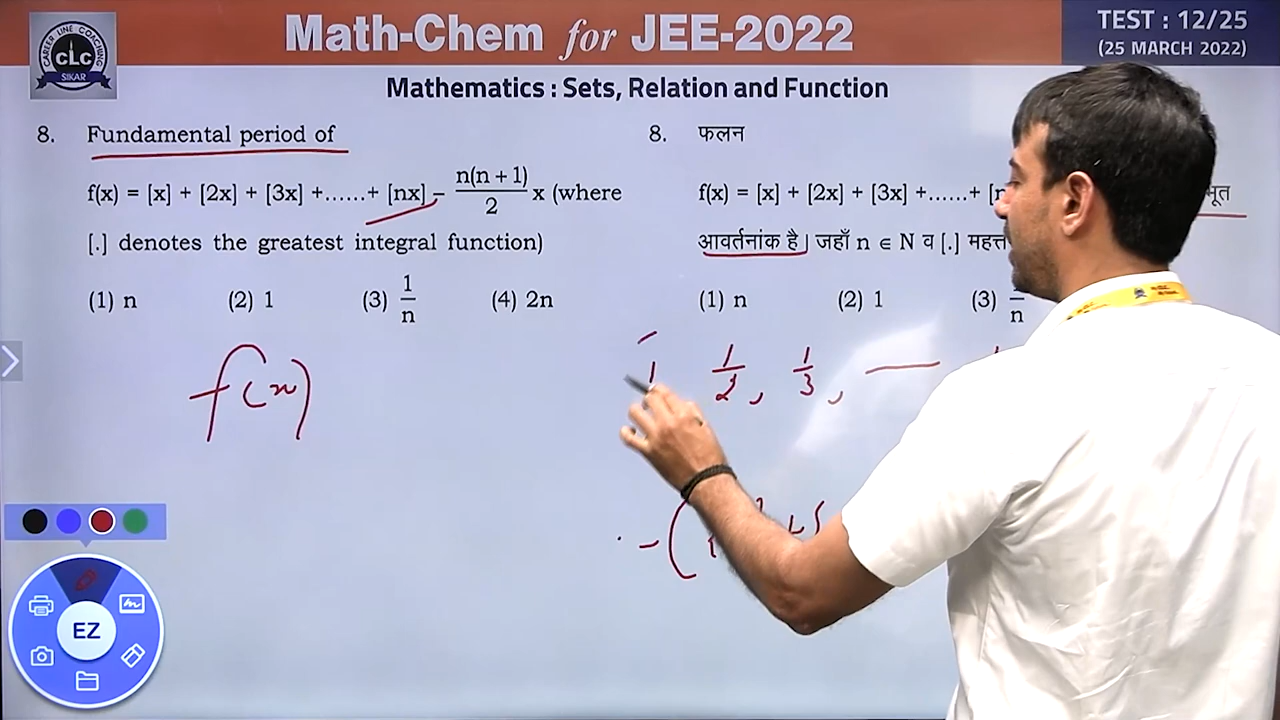 Math-Chem for JEE-2022
TEST : 12/25
(25 MARCH 2022)
CAREER LINE COACHING
CLC
SIKAR
Mathematics : Sets, Relation and Function
8. Fundamental period of
f(x) = [x] + [2x] + [3x] +......+ [nx] – n(n + 1)/2 x (where
[.] denotes the greatest integral function)
(1) n (2) 1 (3) 1/n (4) 2n
f(x)
8. फलन
f(x) = [x] + [2x] + [3x] +......+ [n
आवर्तनांक है। जहाँ n ∈ N व [.]
(1) n (2) 1 (3) 1/n
1 1/2, 1/3,
EZ